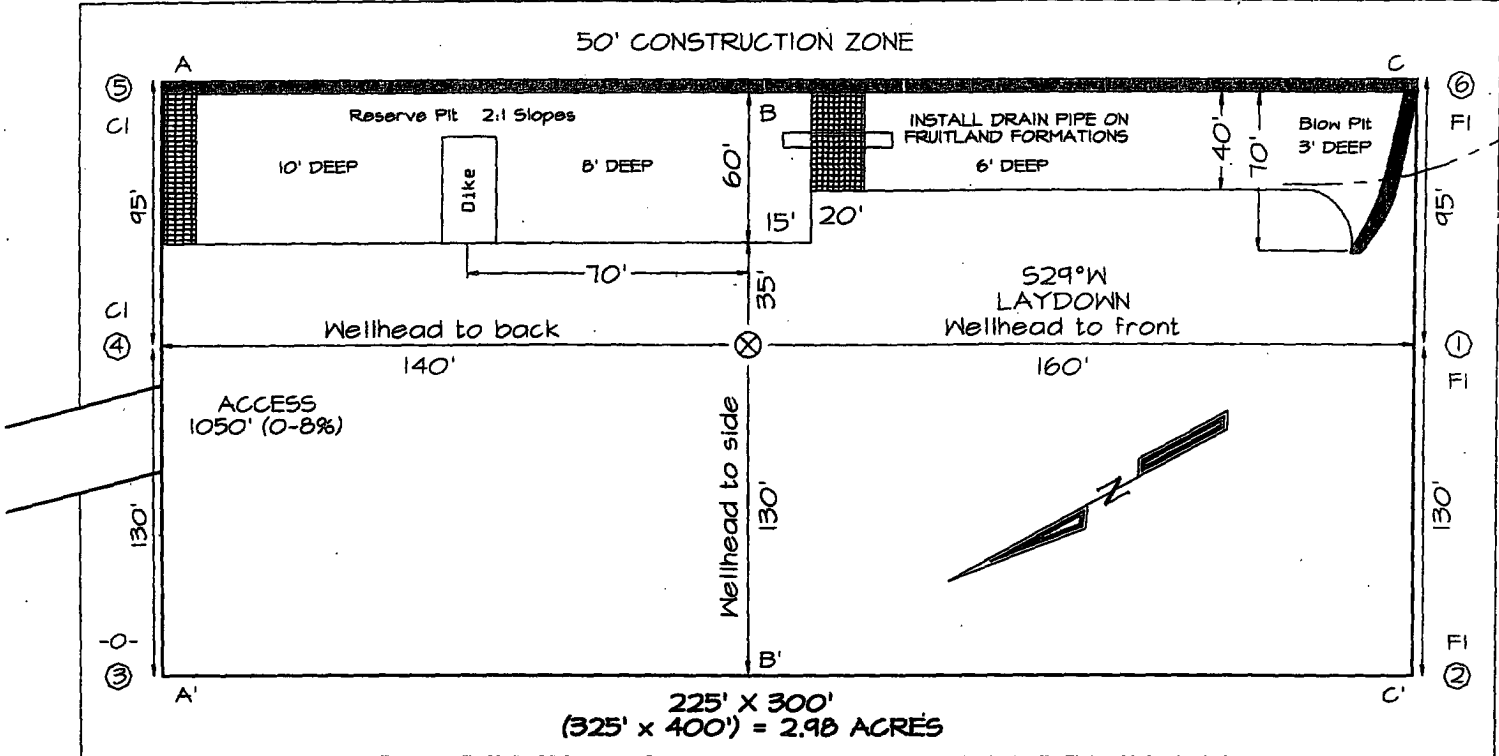 50' CONSTRUCTION ZONE
A
C
5
6
Reserve Pit 2:1 Slopes
B
INSTALL DRAIN PIPE ON
FRUITLAND FORMATIONS
Blow Pit
3' DEEP
C1
F1
10' DEEP
Dike
8' DEEP
60'
6' DEEP
40'
70'
95'
15'
20'
95'
70'
35'
S29°W
LAYDOWN
C1
Wellhead to back
Wellhead to front
4
1
140'
160'
F1
ACCESS
1050' (0-8%)
Wellhead to side
N
130'
130'
130'
-0-
F1
3
B'
2
A'
C'
225' X 300'
(325' x 400') = 2.98 ACRES